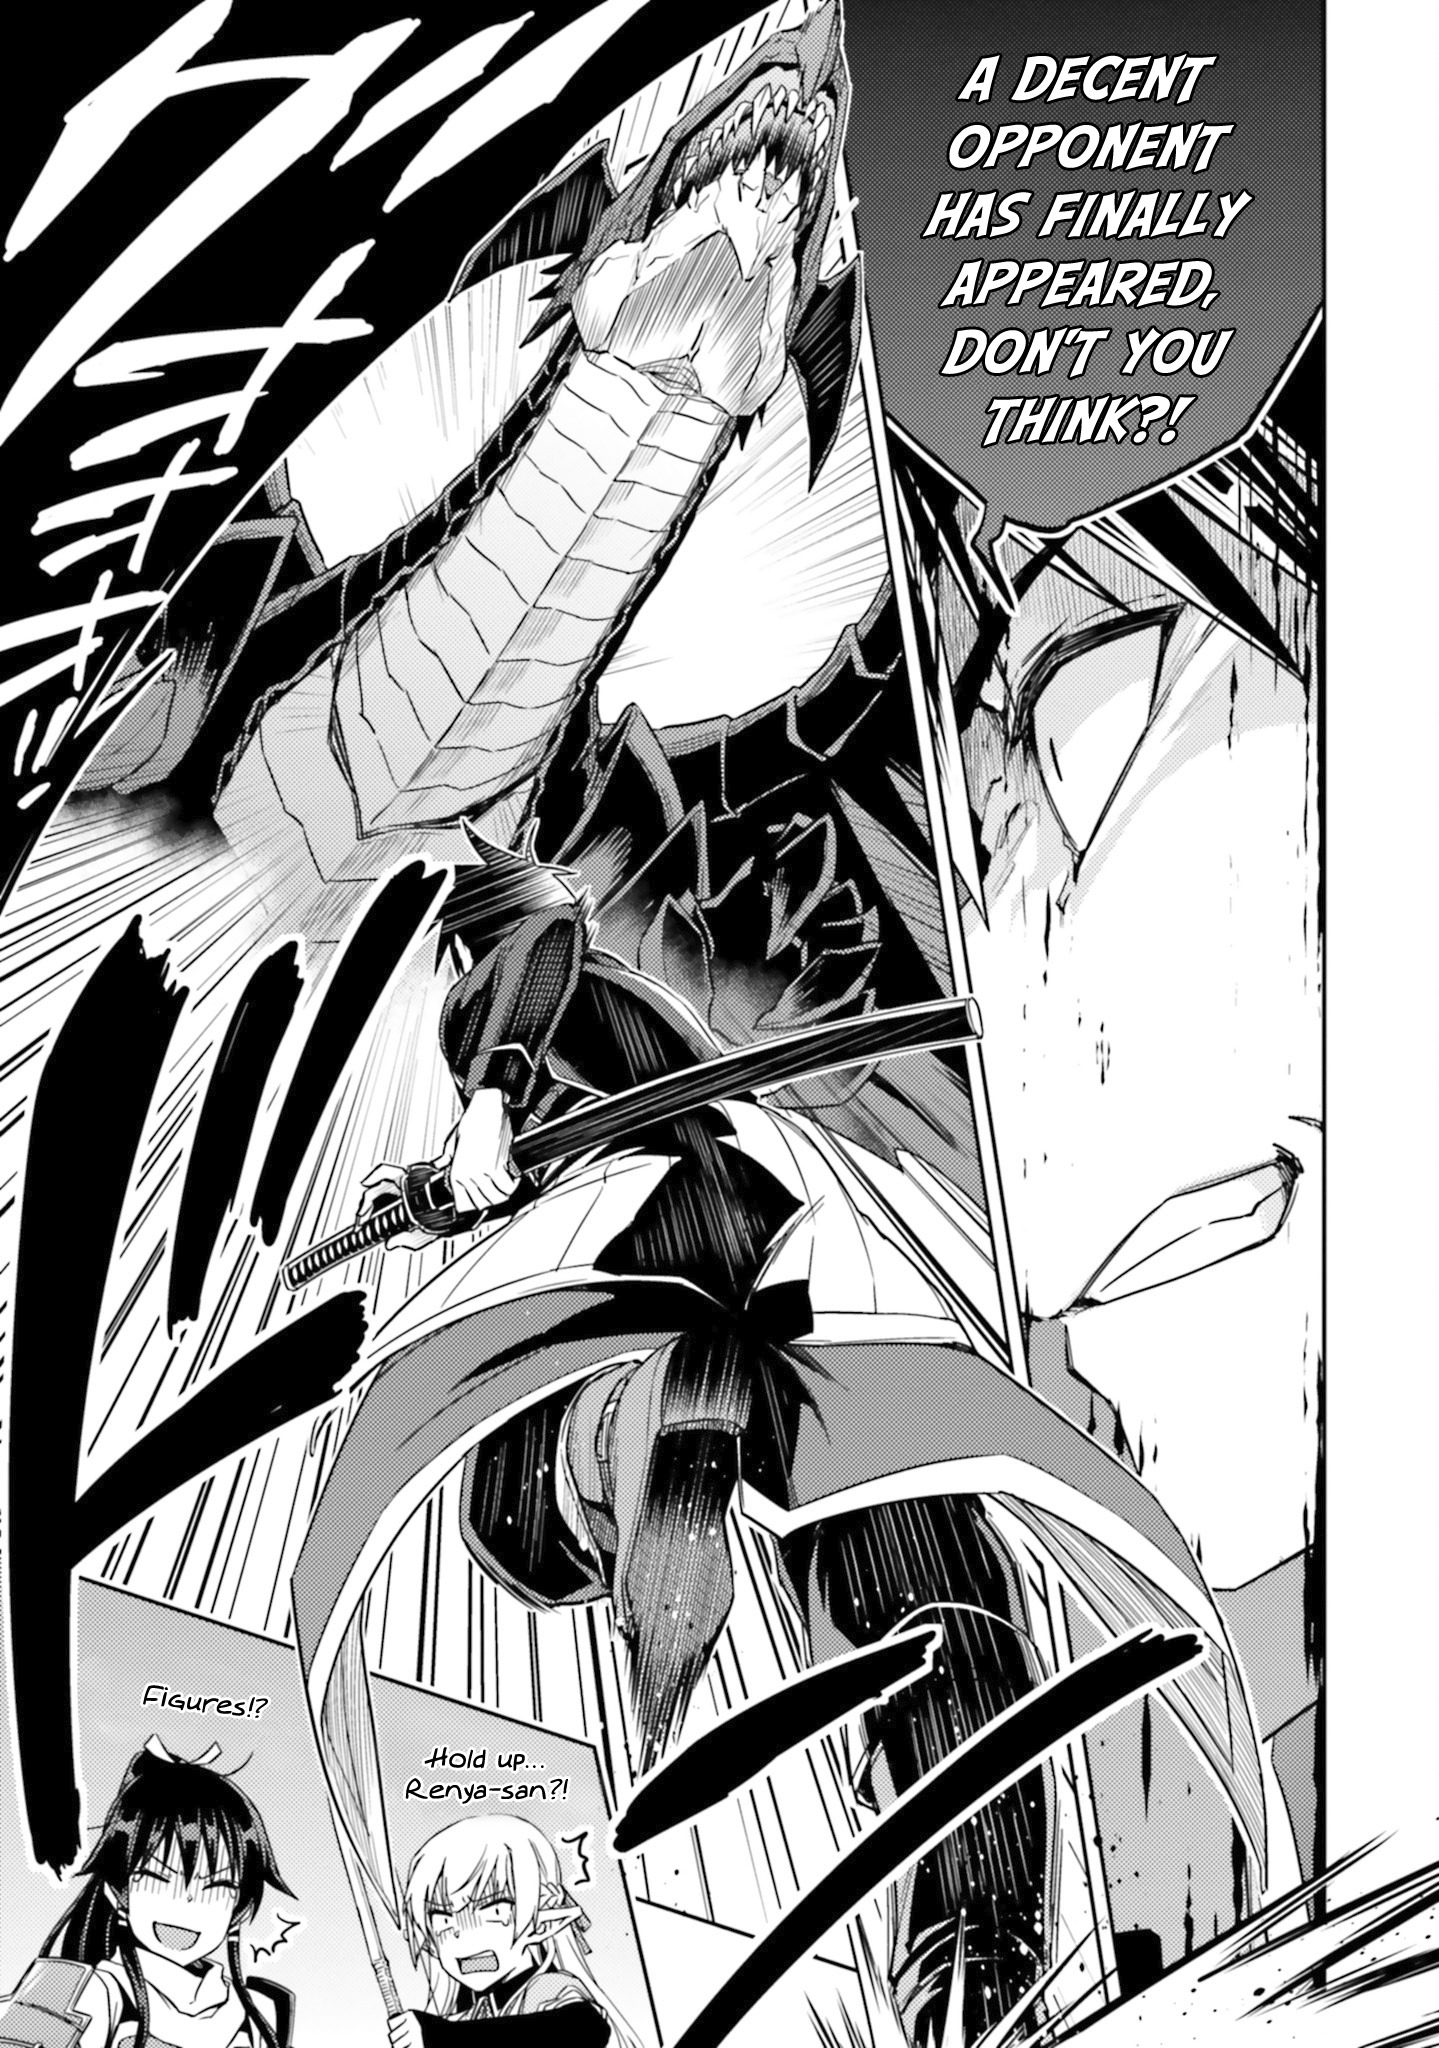 A DECENT
OPPONENT
HAS FINALLY
APPEARED,
DON'T YOU
THINK?!
Hold up...
Renya-san?!
Figures!?